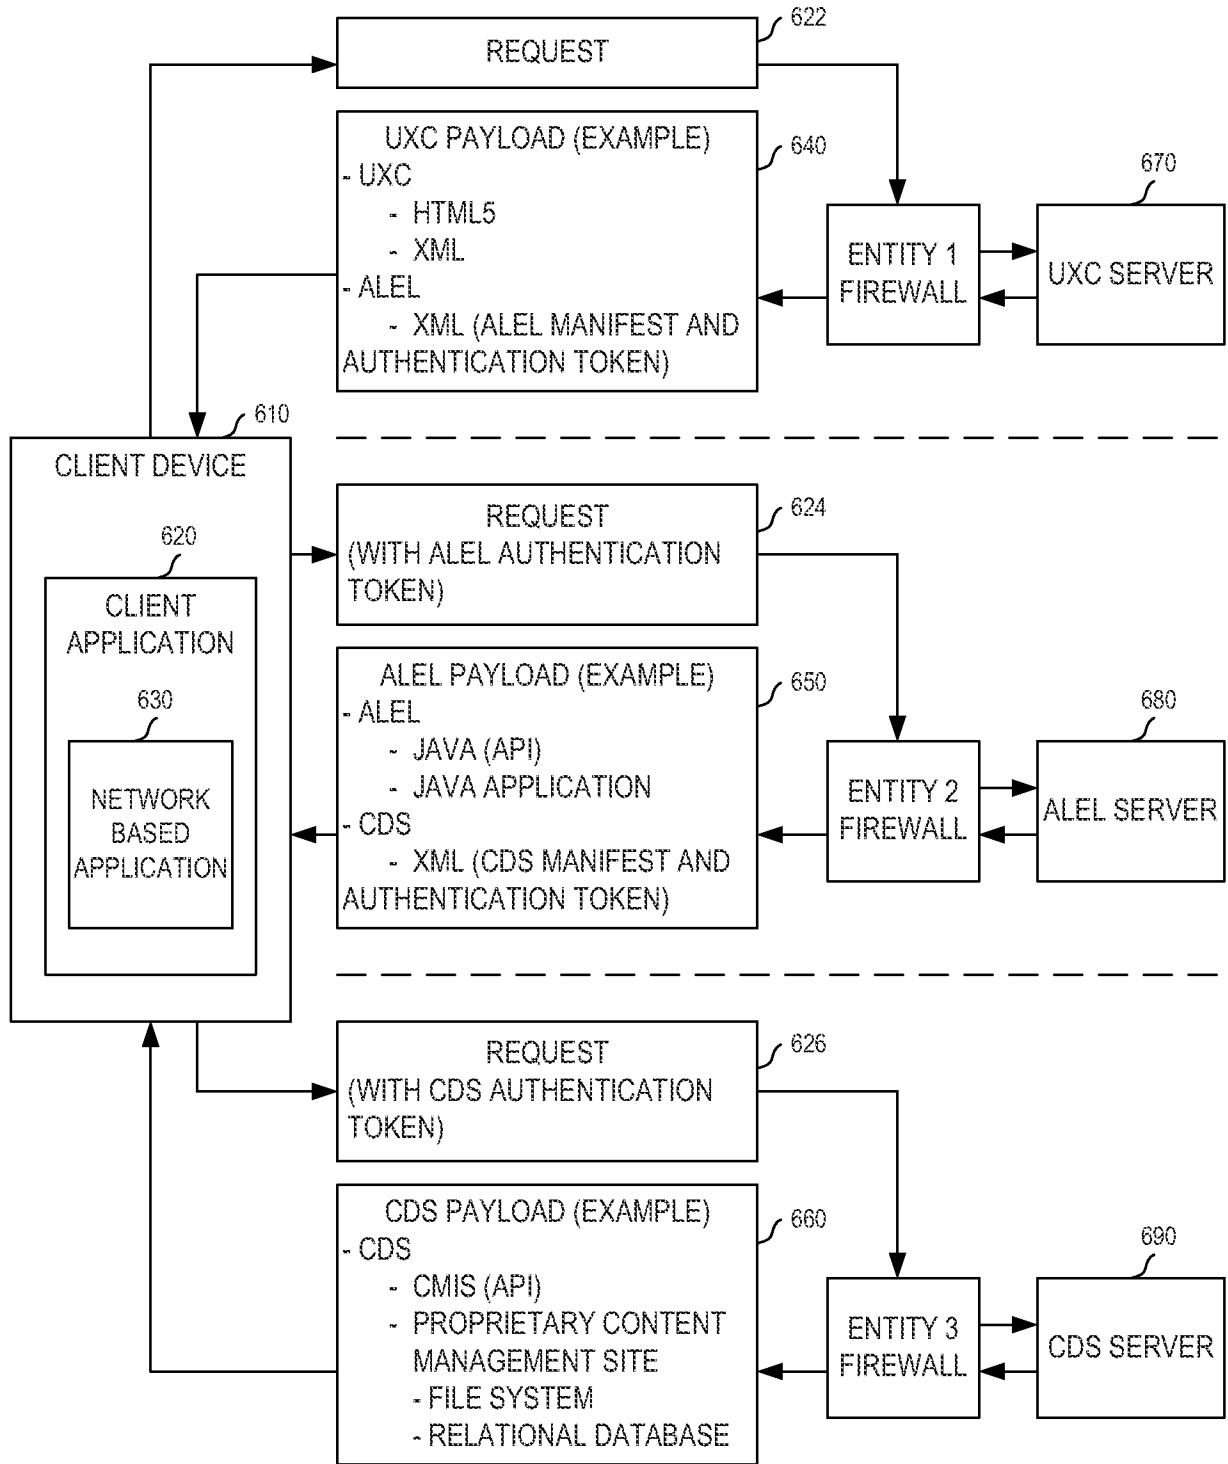 REQUEST
622
UXC PAYLOAD (EXAMPLE)
- UXC
- HTML5
- XML
- ALEL
- XML (ALEL MANIFEST AND
AUTHENTICATION TOKEN)
640
ENTITY 1
FIREWALL
670
UXC SERVER
610
CLIENT DEVICE
620
CLIENT
APPLICATION
630
NETWORK
BASED
APPLICATION
REQUEST
(WITH ALEL AUTHENTICATION
TOKEN)
624
ALEL PAYLOAD (EXAMPLE)
- ALEL
- JAVA (API)
- JAVA APPLICATION
- CDS
- XML (CDS MANIFEST AND
AUTHENTICATION TOKEN)
650
ENTITY 2
FIREWALL
680
ALEL SERVER
REQUEST
(WITH CDS AUTHENTICATION
TOKEN)
626
CDS PAYLOAD (EXAMPLE)
- CDS
- CMIS (API)
- PROPRIETARY CONTENT
MANAGEMENT SITE
- FILE SYSTEM
- RELATIONAL DATABASE
660
ENTITY 3
FIREWALL
690
CDS SERVER